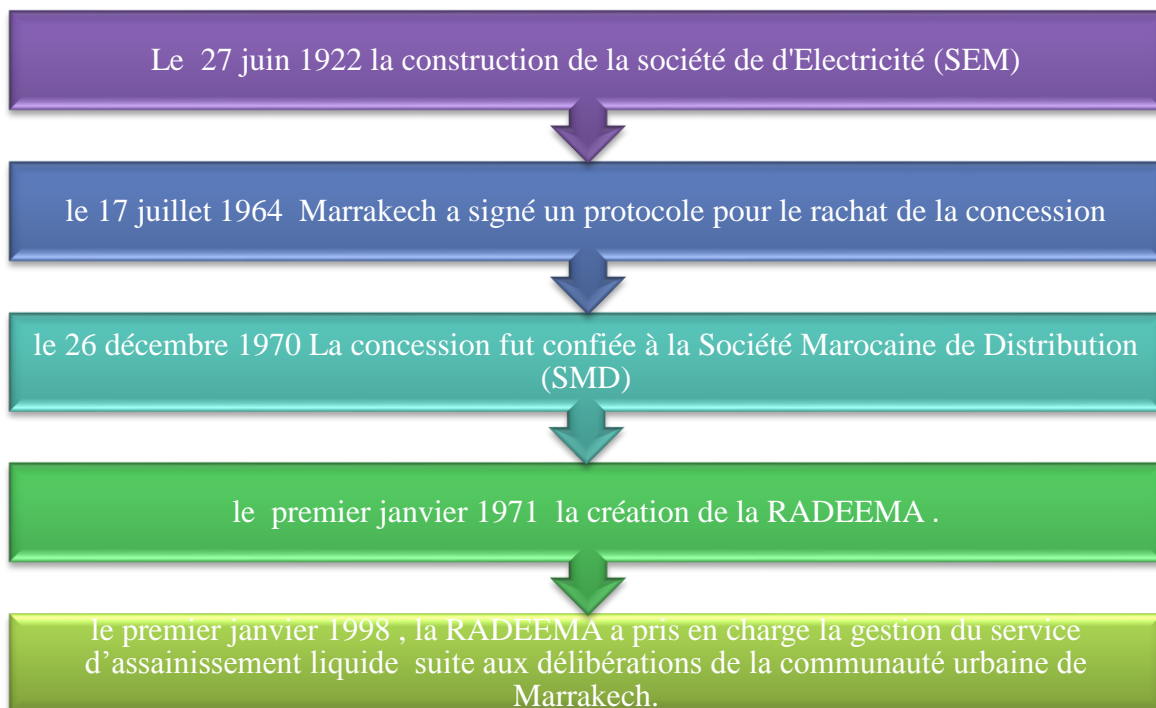 Le 27 juin 1922 la construction de la société de d'Electricité (SEM)
le 17 juillet 1964 Marrakech a signé un protocole pour le rachat de la concession
le 26 décembre 1970 La concession fut confiée à la Société Marocaine de Distribution
(SMD)
le premier janvier 1971 la création de la RADEEMA .
le premier janvier 1998 , la RADEEMA a pris en charge la gestion du service
d’assainissement liquide suite aux délibérations de la communauté urbaine de
Marrakech.